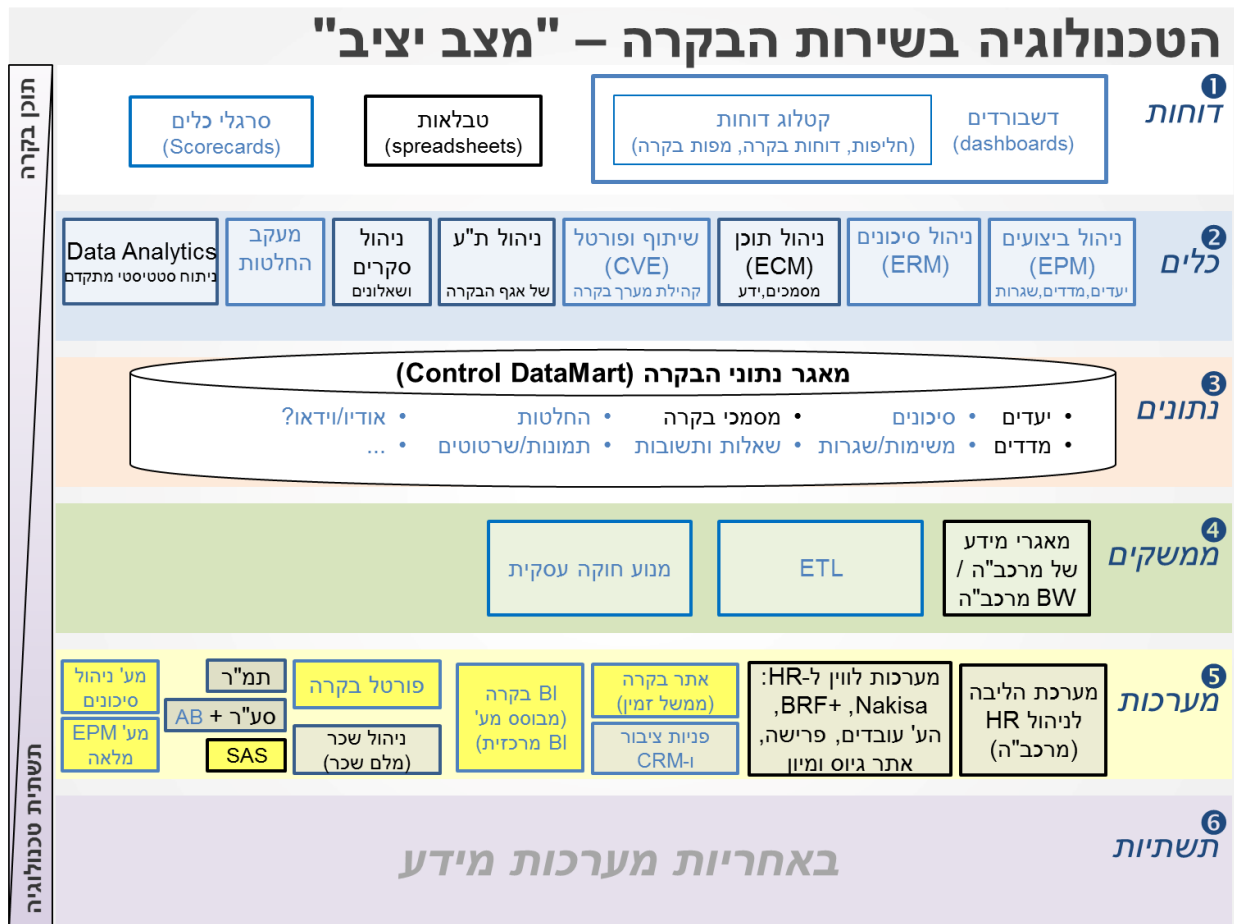 הטכנולוגיה בשירות הבקרה – "מצב יציב"
תוכן בקרה
תשתית טכנולוגיה
❶
דוחות
דשבורדים
(dashboards)
קטלוג דוחות
(חליפות, דוחות בקרה, מפות בקרה)
טבלאות
(spreadsheets)
סרגלי כלים
(Scorecards)
❷
כלים
ניהול ביצועים
(EPM)
יעדים,מדדים,שגרות
ניהול סיכונים
(ERM)
ניהול תוכן
(ECM)
מסמכים,ידע
שיתוף ופורטל
(CVE)
קהילת מערך בקרה
ניהול ת"ע
של אגף הבקרה
ניהול
סקרים
ושאלונים
מעקב
החלטות
Data Analytics
ניתוח סטטיסטי מתקדם
❸
נתונים
מאגר נתוני הבקרה (Control DataMart)
• יעדים • סיכונים • מסמכי בקרה • החלטות • אודיו/וידאו?
• מדדים • משימות/שגרות • שאלות ותשובות • תמונות/שרטוטים • ...
❹
ממשקים
מאגרי מידע
של מרכב"ה /
BW מרכב"ה
ETL
מנוע חוקה עסקית
❺
מערכות
מערכת הליבה
לניהול HR
(מרכב"ה)
מערכות לווין ל-HR:
Nakisa, BRF+,
הע' עובדים, פרישה,
אתר גיוס ומיון
אתר בקרה
(ממשל זמין)
פניות ציבור
ו-CRM
BI בקרה
(מבוסס מע'
BI מרכזית)
פורטל בקרה
ניהול שכר
(מלם שכר)
תמ"ר
סע"ר + AB
SAS
מע' ניהול
סיכונים
מע' EPM
מלאה
❻
תשתיות
באחריות מערכות מידע